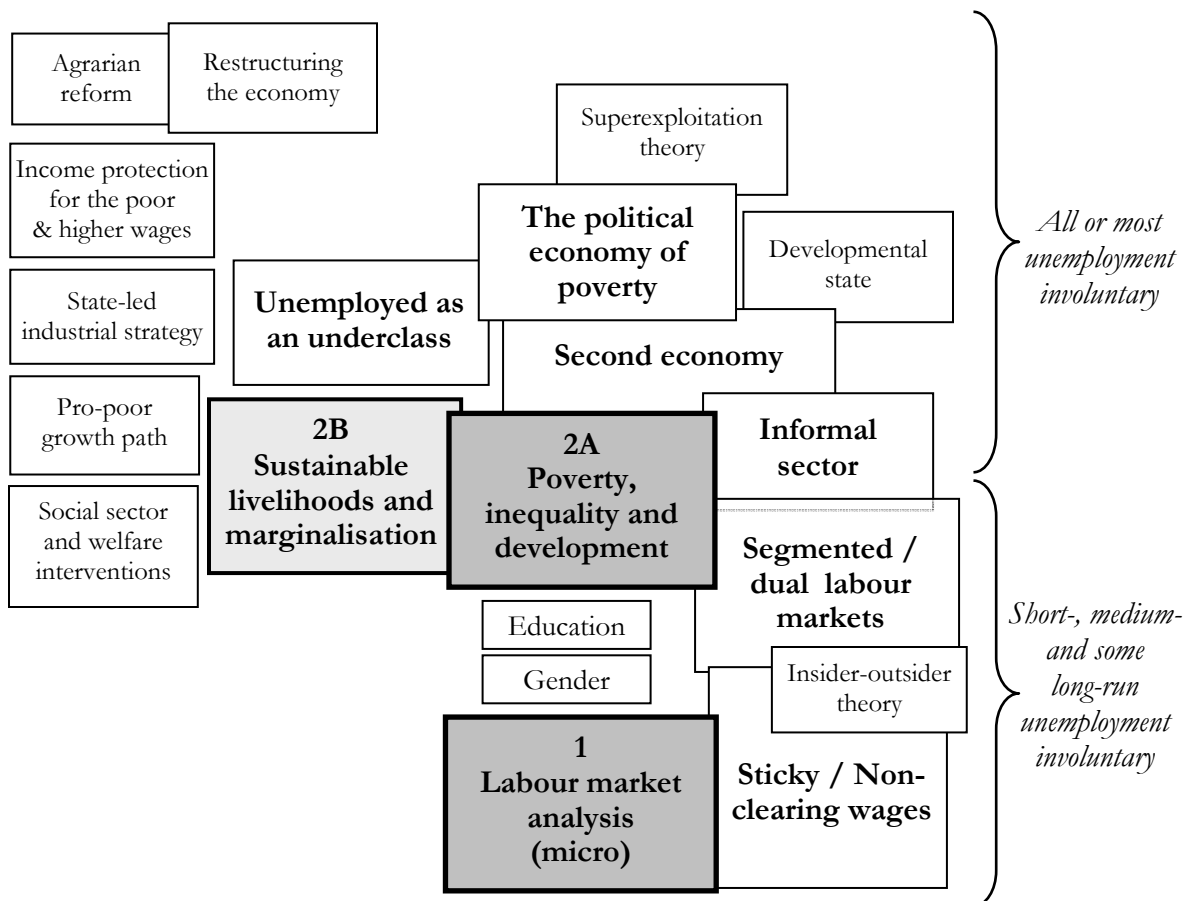 Agrarian
reform
Restructuring
the economy
Superexploitation
theory
Income protection
for the poor
& higher wages
The political
economy of
poverty
Developmental
state
All or most
unemployment
involuntary
State-led
industrial strategy
Unemployed as
an underclass
Second economy
Pro-poor
growth path
2B
Sustainable
livelihoods and
marginalisation
2A
Poverty,
inequality and
development
Informal
sector
Social sector
and welfare
interventions
Segmented /
dual labour
markets
Education
Gender
Insider-outsider
theory
Short-, medium-
and some
long-run
unemployment
involuntary
1
Labour market
analysis
(micro)
Sticky / Non-
clearing wages